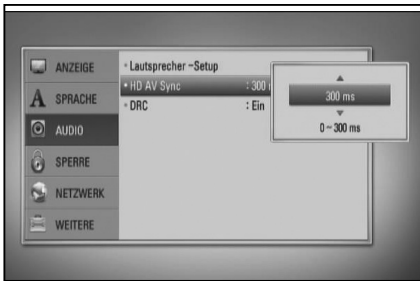 ANZEIGE
SPRACHE
AUDIO
SPERRE
NETZWERK
WEITERE
• Lautsprecher –Setup
• HD AV Sync : 300
• DRC : Ein
300 ms
0 ~ 300 ms